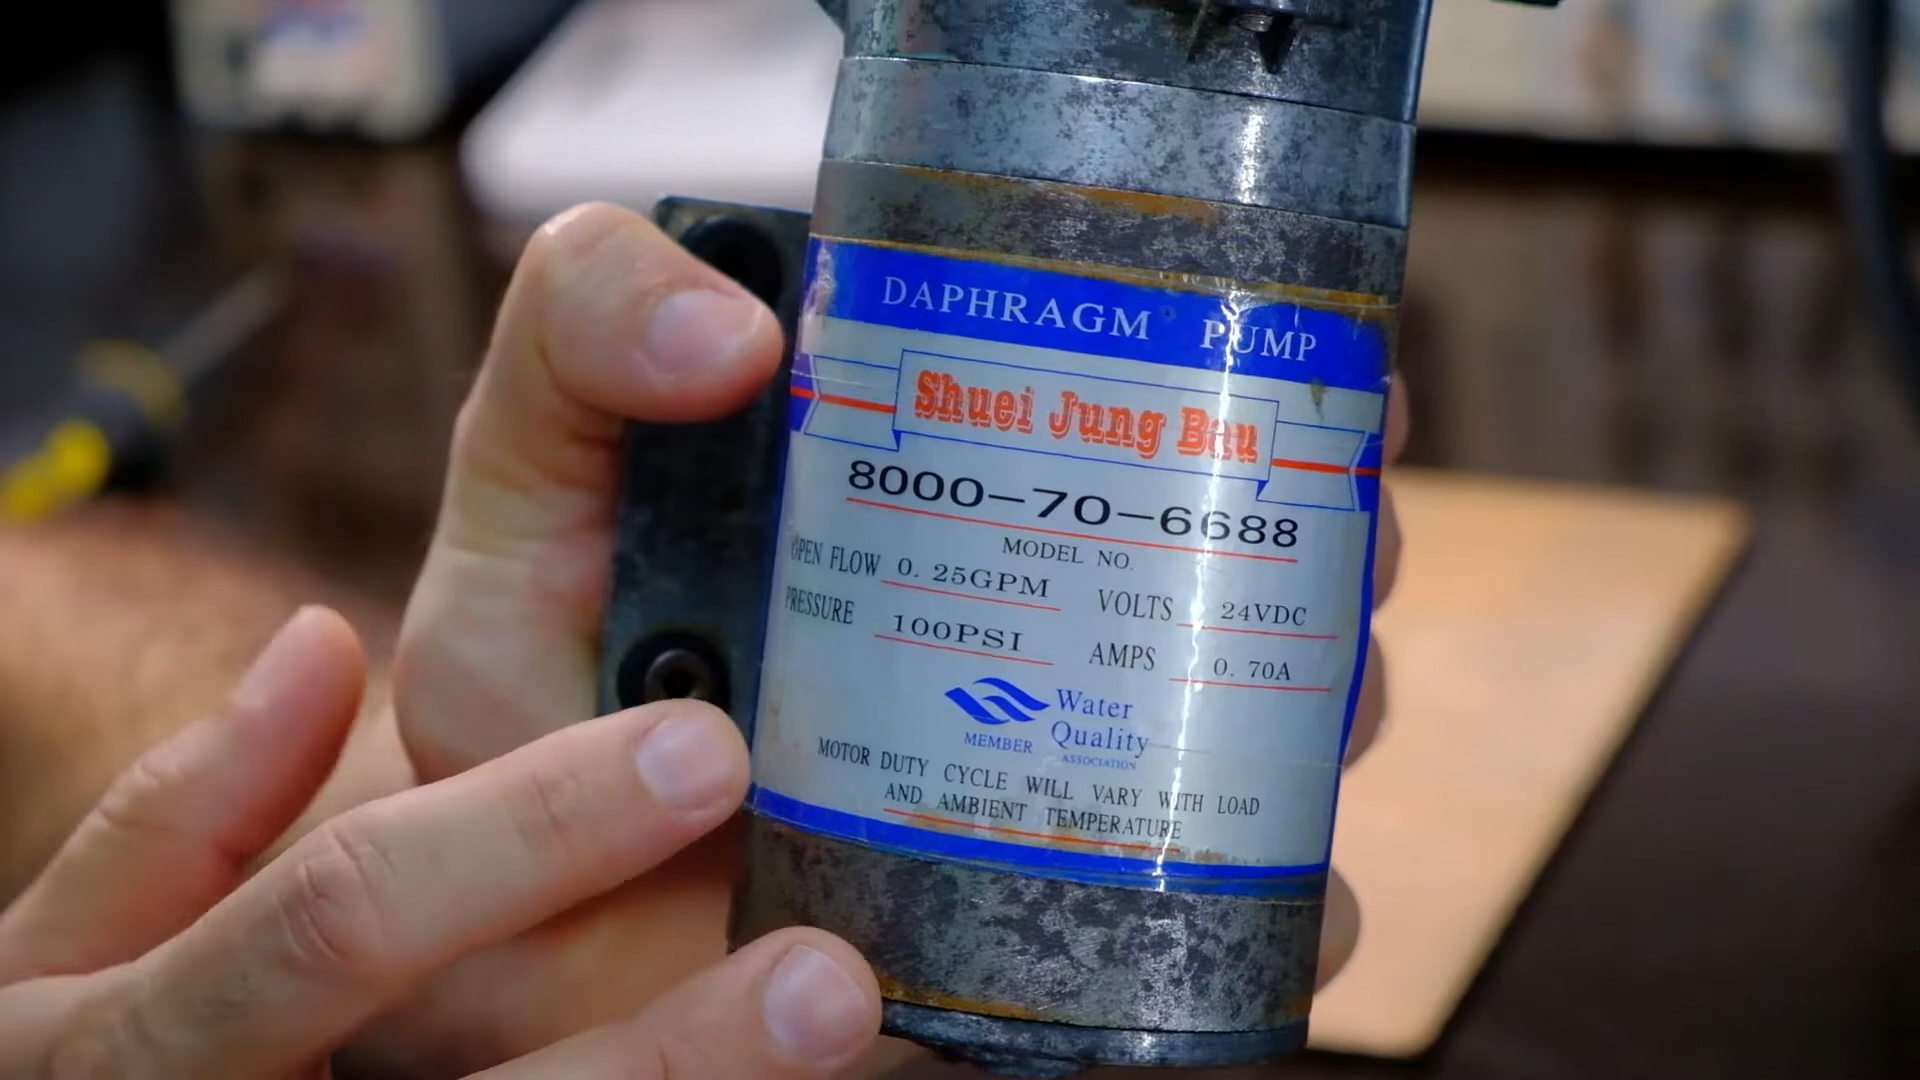 DAPHRAGM PUMP
Shuei Jung Bau
8000-70-6688
MODEL NO.
OPEN FLOW 0.25GPM VOLTS 24VDC
PRESSURE 100PSI AMPS 0.70A
Water
Quality
MEMBER ASSOCIATION
MOTOR DUTY CYCLE WILL VARY WITH LOAD
AND AMBIENT TEMPERATURE